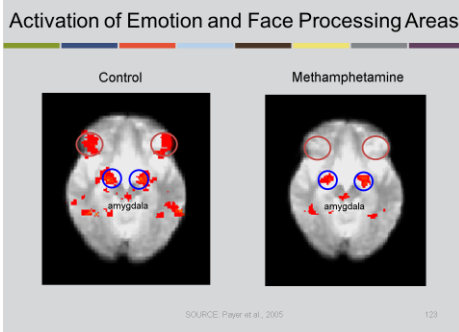 Activation of Emotion and Face Processing Areas
Control
Methamphetamine
amygdala
amygdala
SOURCE: Payer et al., 2005
123